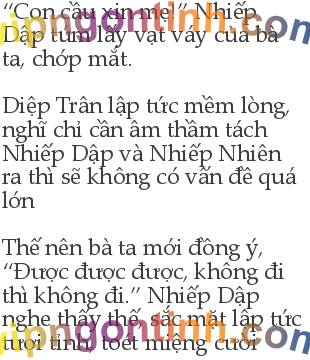 “Con cầu xin mẹ!” Nhiếp
Dập túm lấy vạt váy của bà
ta, chớp mắt.
Diệp Trân lập tức mềm lòng,
nghĩ chỉ cần âm thầm tách
Nhiếp Dập và Nhiếp Nhiên
ra thì sẽ không có vấn đề quá
lớn
Thế nên bà ta mới đồng ý,
“Được được được, không đi
thì không đi.” Nhiếp Dập
nghe thấy thế, sắc mặt lập tức
tươi tỉnh, toét miệng cười